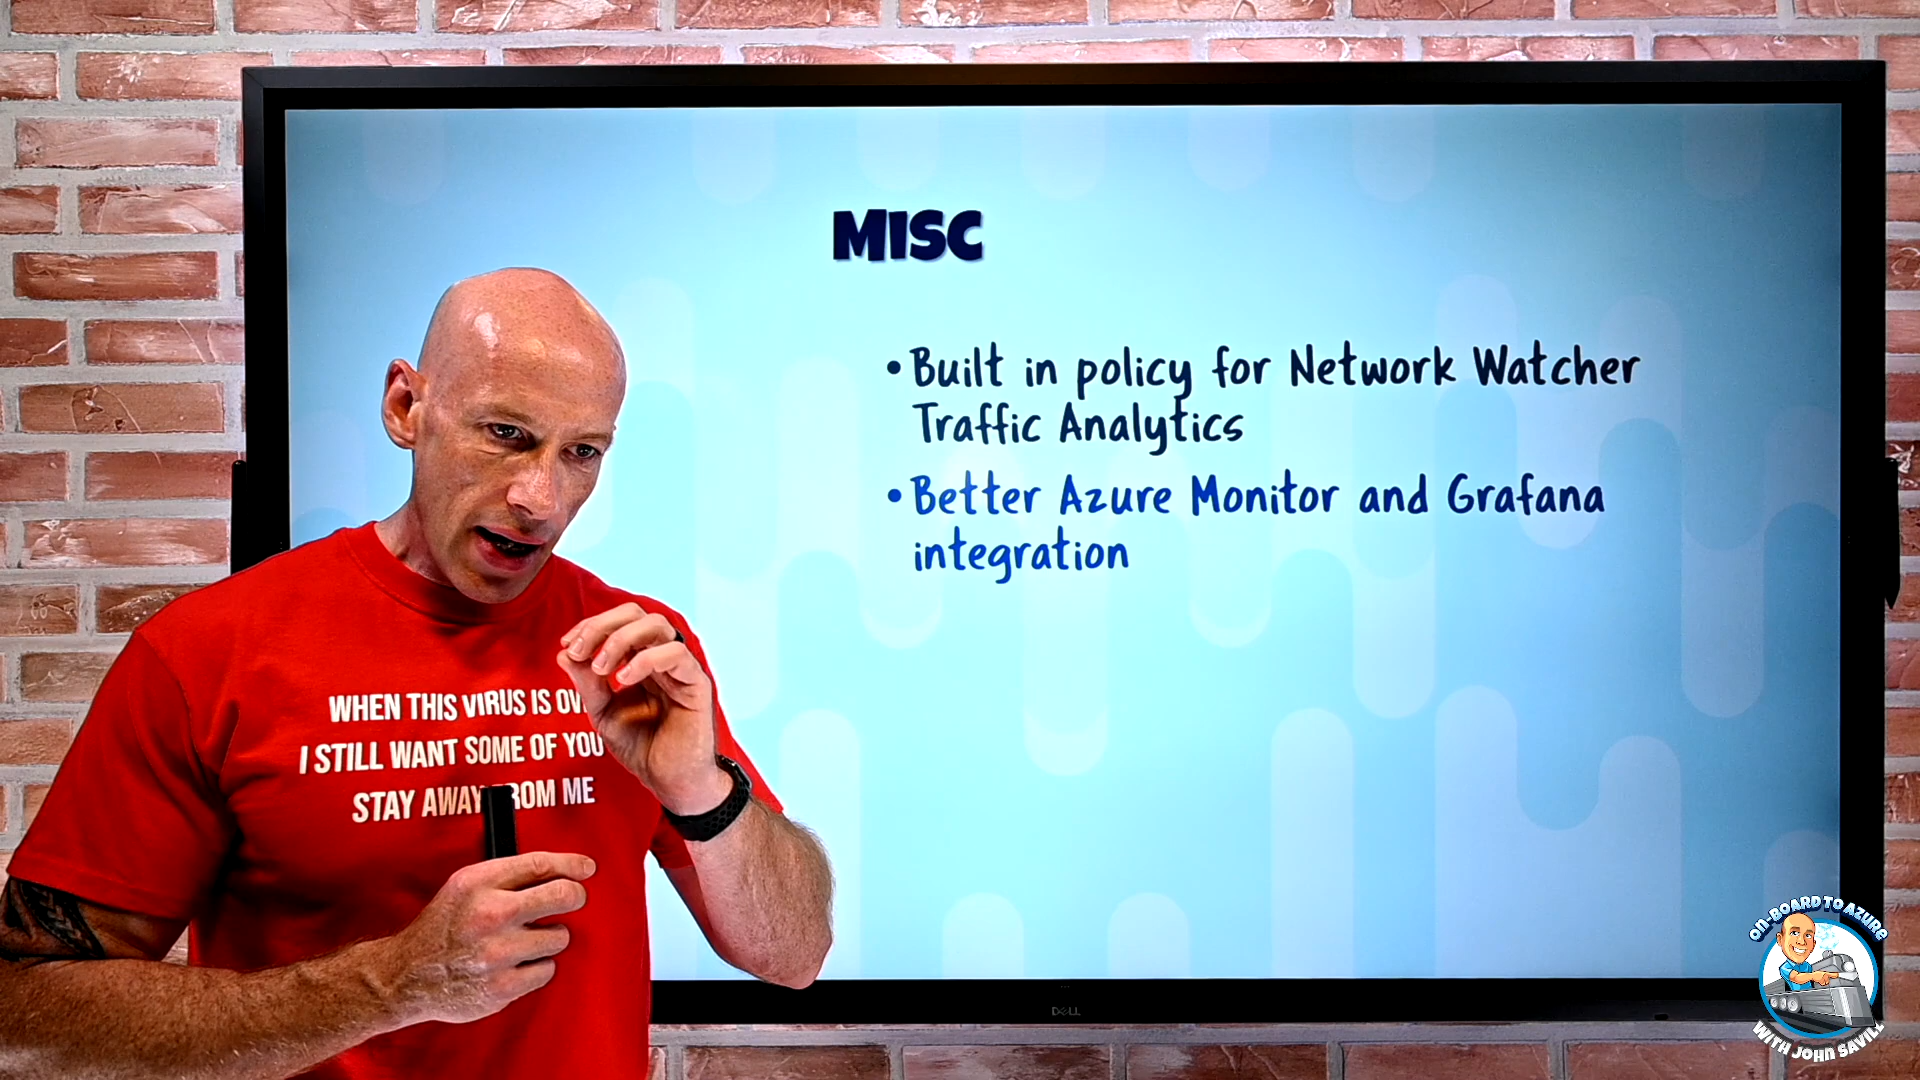 MISC
•Built in policy for Network Watcher
Traffic Analytics
•Better Azure Monitor and Grafana
integration
WHEN THIS VIRUS IS OV
I STILL WANT SOME OF YOU
STAY AWAY ROM ME
DELL
ON-BOARD TO AZURE
WITH JOHN SAVILL